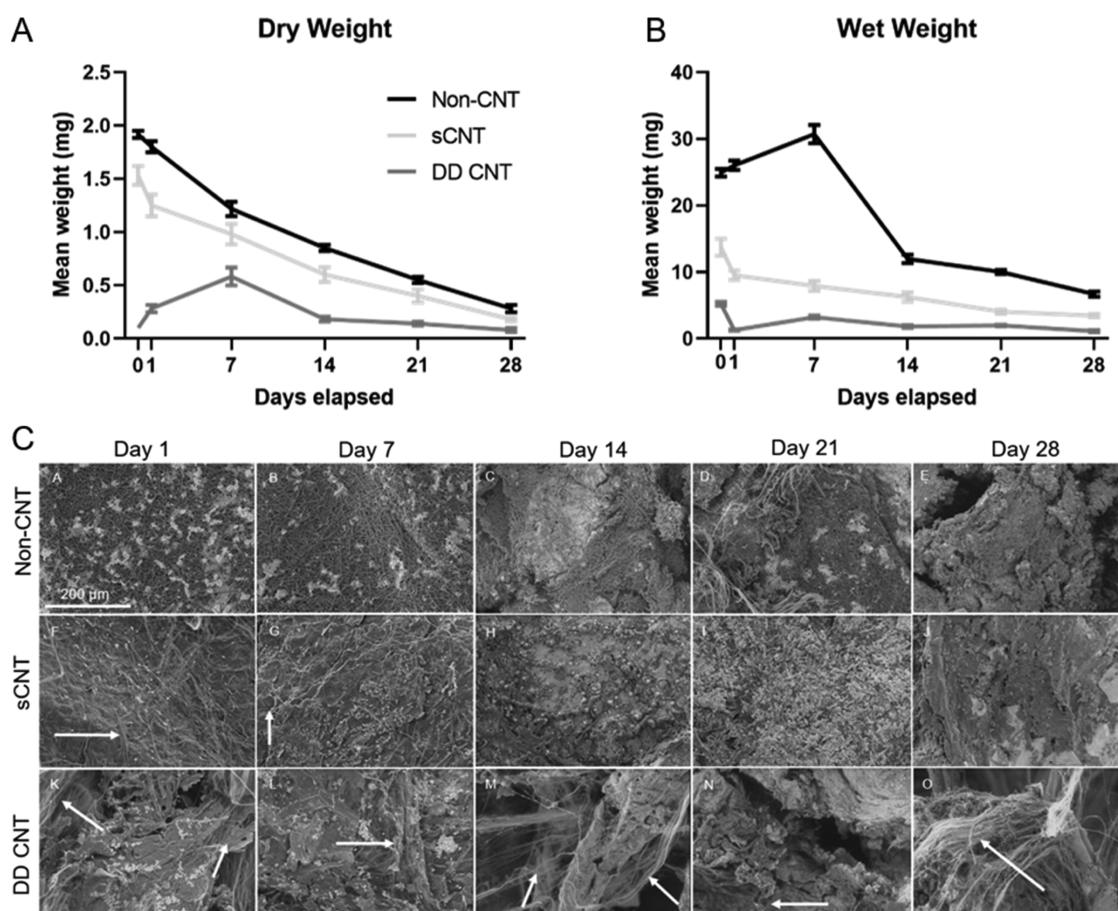 A
Dry Weight
Mean weight (mg)
2.5
2.0
1.5
1.0
0.5
0.0
0 1 7 14 21 28
Days elapsed
Non-CNT
sCNT
DD CNT
B
Wet Weight
Mean weight (mg)
40
30
20
10
0
0 1 7 14 21 28
Days elapsed
C
Day 1 Day 7 Day 14 Day 21 Day 28
Non-CNT
A B C D E
200 µm
sCNT
F G H I J
DD CNT
K L M N O